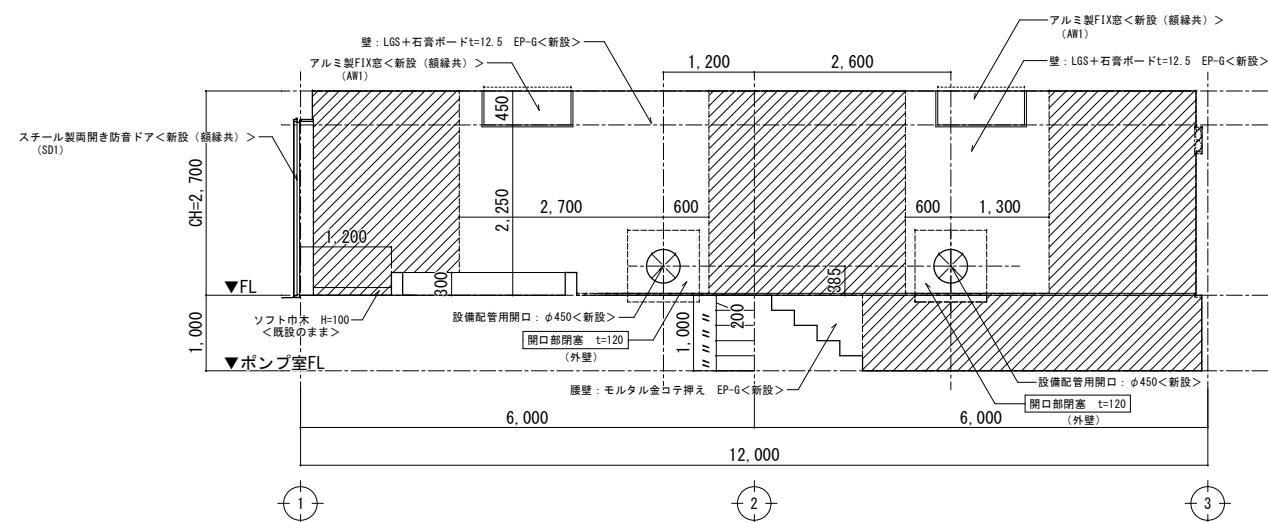 アルミ製FIX窓<新設（額縁共）>
(AW1)
壁：LGS＋石膏ボードt=12.5 EP-G<新設>
アルミ製FIX窓<新設（額縁共）>
(AW1)
1,200
2,600
壁：LGS＋石膏ボードt=12.5 EP-G<新設>
450
スチール製両開き防音ドア<新設（額縁共）>
(SD1)
CH=2,700
2,250
2,700
600
600
1,300
1,200
300
385
▼FL
ソフト巾木 H=100
<既設のまま>
設備配管用開口：φ450<新設>
開口部閉塞 t=120
(外壁)
1,000
1,000
200
▼ポンプ室FL
腰壁：モルタル金コテ押え EP-G<新設>
設備配管用開口：φ450<新設>
開口部閉塞 t=120
(外壁)
6,000
6,000
12,000
1
2
3